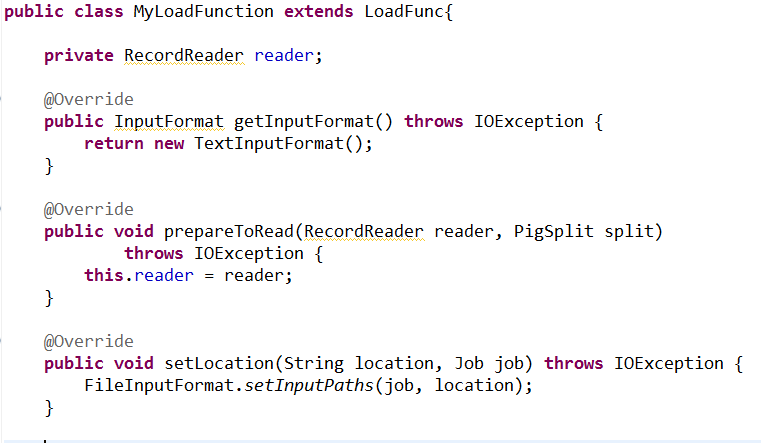 public class MyLoadFunction extends LoadFunc{
private RecordReader reader;
@Override
public InputFormat getInputFormat() throws IOException {
return new TextInputFormat();
}
@Override
public void prepareToRead(RecordReader reader, PigSplit split)
throws IOException {
this.reader = reader;
}
@Override
public void setLocation(String location, Job job) throws IOException {
FileInputFormat.setInputPaths(job, location);
}